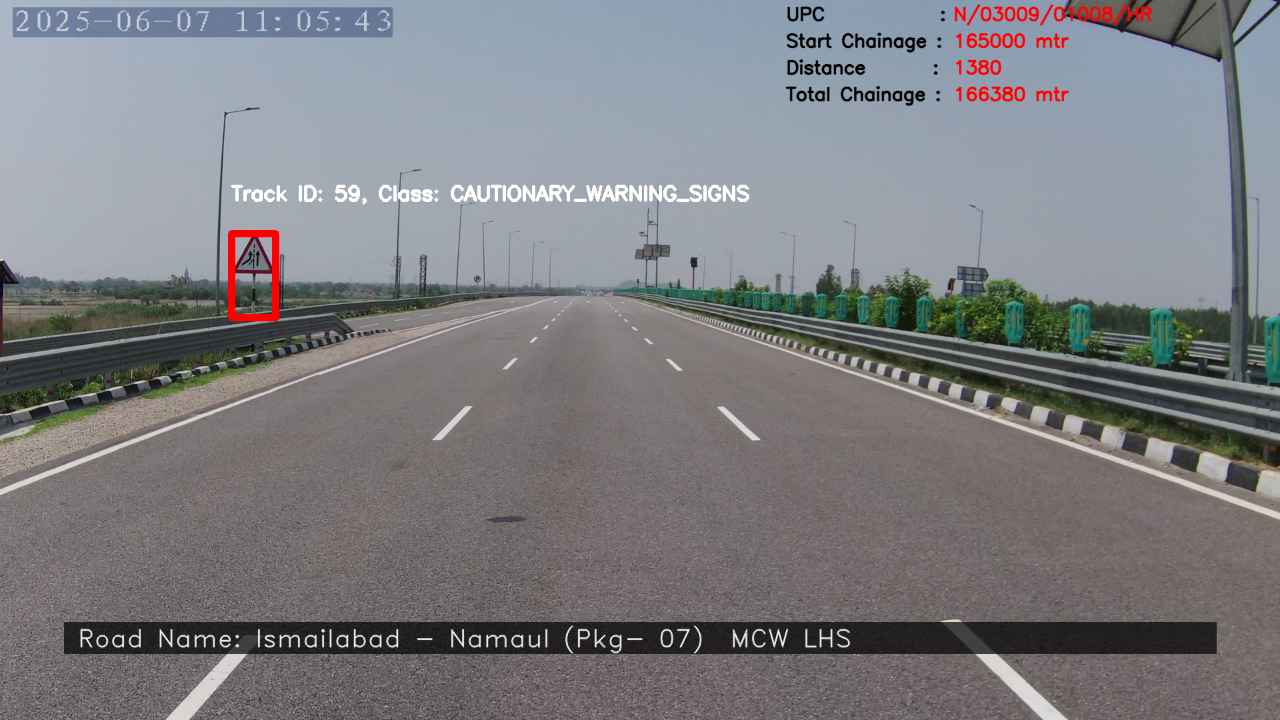 2025-06-07 11:05:43
UPC : N/03009/01008/HR
Start Chainage : 165000 mtr
Distance : 1380
Total Chainage : 166380 mtr
Track ID: 59, Class: CAUTIONARY_WARNING_SIGNS
Road Name: Ismailabad - Namaul (Pkg- 07) MCW LHS